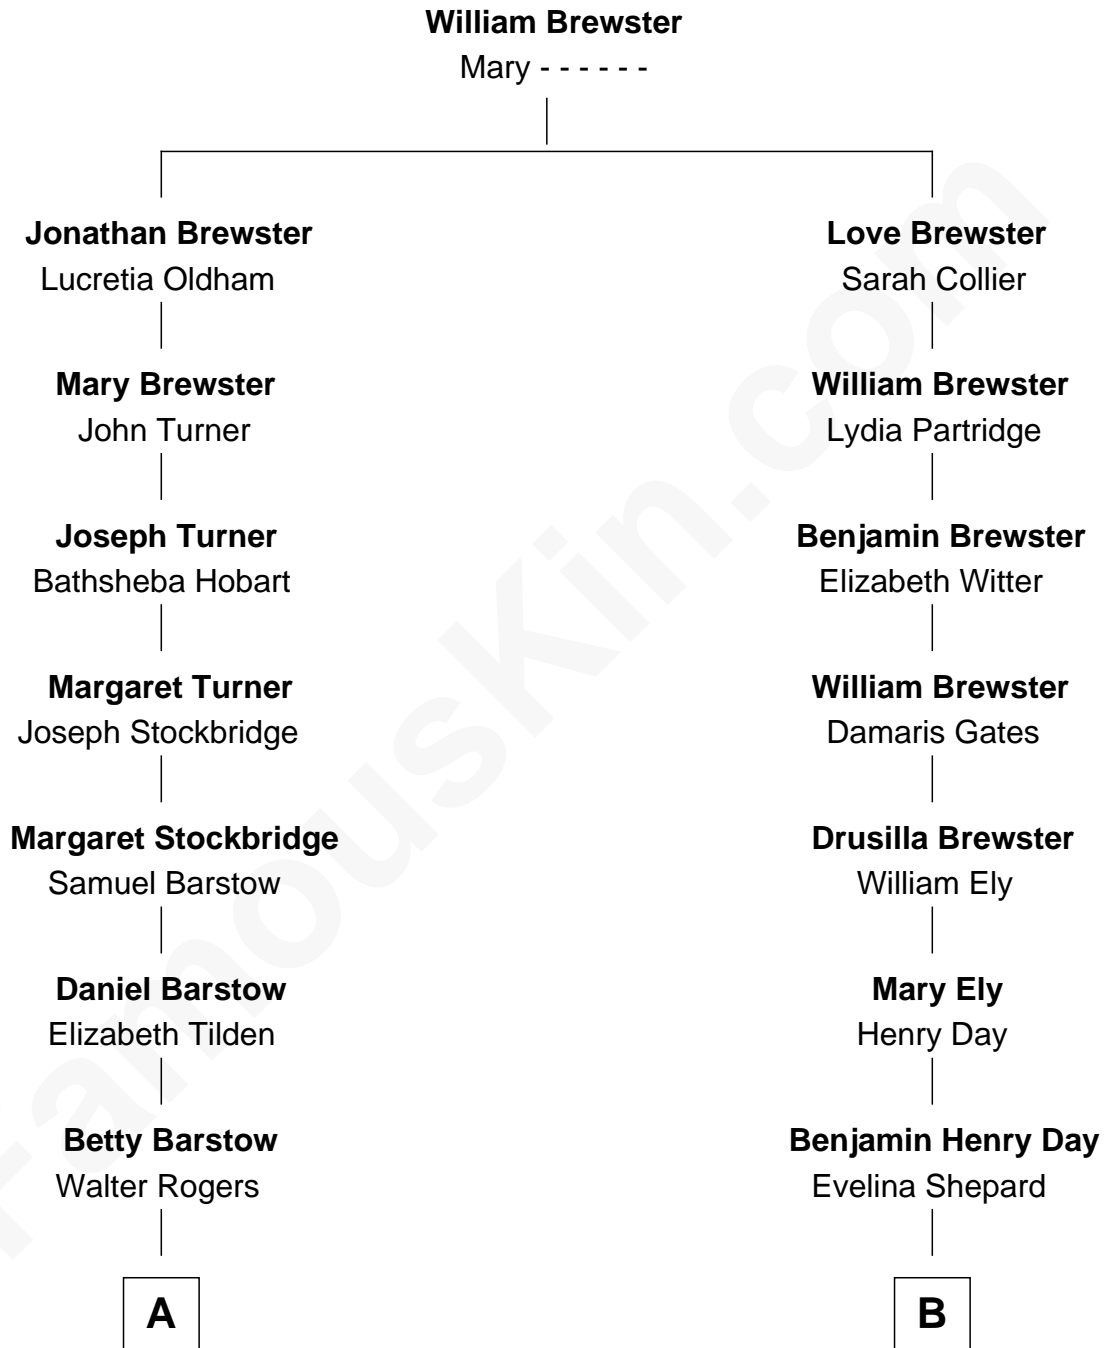 William Brewster
Mary - - - - - -
Jonathan Brewster
Lucretia Oldham
Love Brewster
Sarah Collier
Mary Brewster
John Turner
William Brewster
Lydia Partridge
Joseph Turner
Bathsheba Hobart
Benjamin Brewster
Elizabeth Witter
Margaret Turner
Joseph Stockbridge
William Brewster
Damaris Gates
Margaret Stockbridge
Samuel Barstow
Drusilla Brewster
William Ely
Daniel Barstow
Elizabeth Tilden
Mary Ely
Henry Day
Betty Barstow
Walter Rogers
Benjamin Henry Day
Evelina Shepard
A
B
FamousKin.com